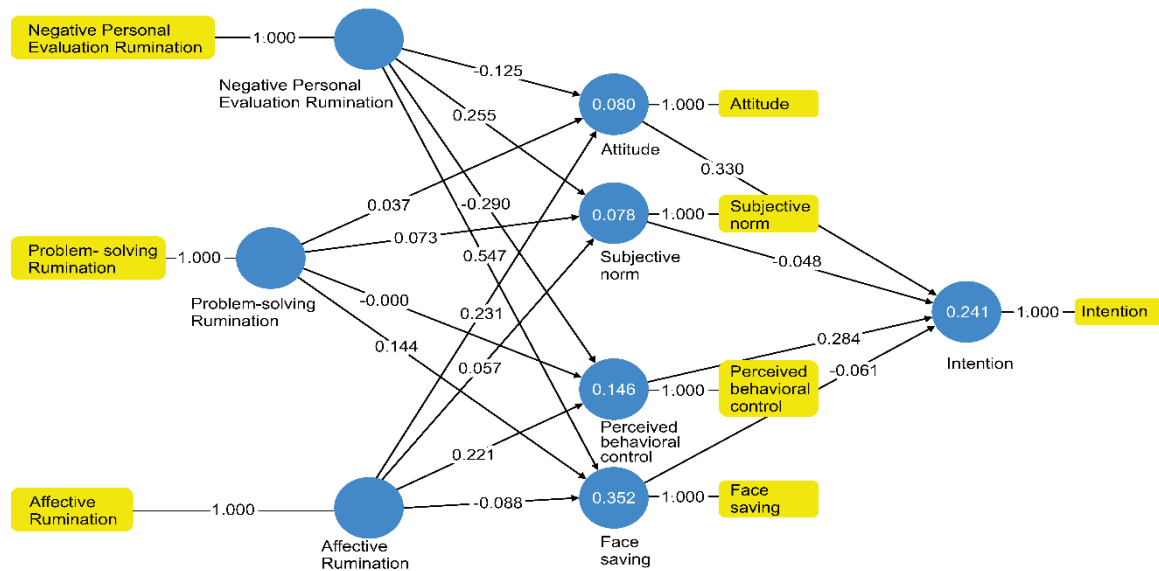 Negative Personal
Evaluation Rumination
1.000
Negative Personal
Evaluation Rumination
-0.125
0.255
-0.290
0.547
0.080
1.000
Attitude
Attitude
0.330
0.037
0.078
1.000
Subjective
norm
Subjective
norm
-0.048
Problem- solving
Rumination
1.000
Problem-solving
Rumination
0.073
-0.000
0.144
0.241
1.000
Intention
Intention
0.231
0.057
0.284
-0.061
0.146
1.000
Perceived
behavioral
control
Perceived
behavioral
control
0.221
Affective
Rumination
1.000
Affective
Rumination
-0.088
0.352
1.000
Face
saving
Face
saving